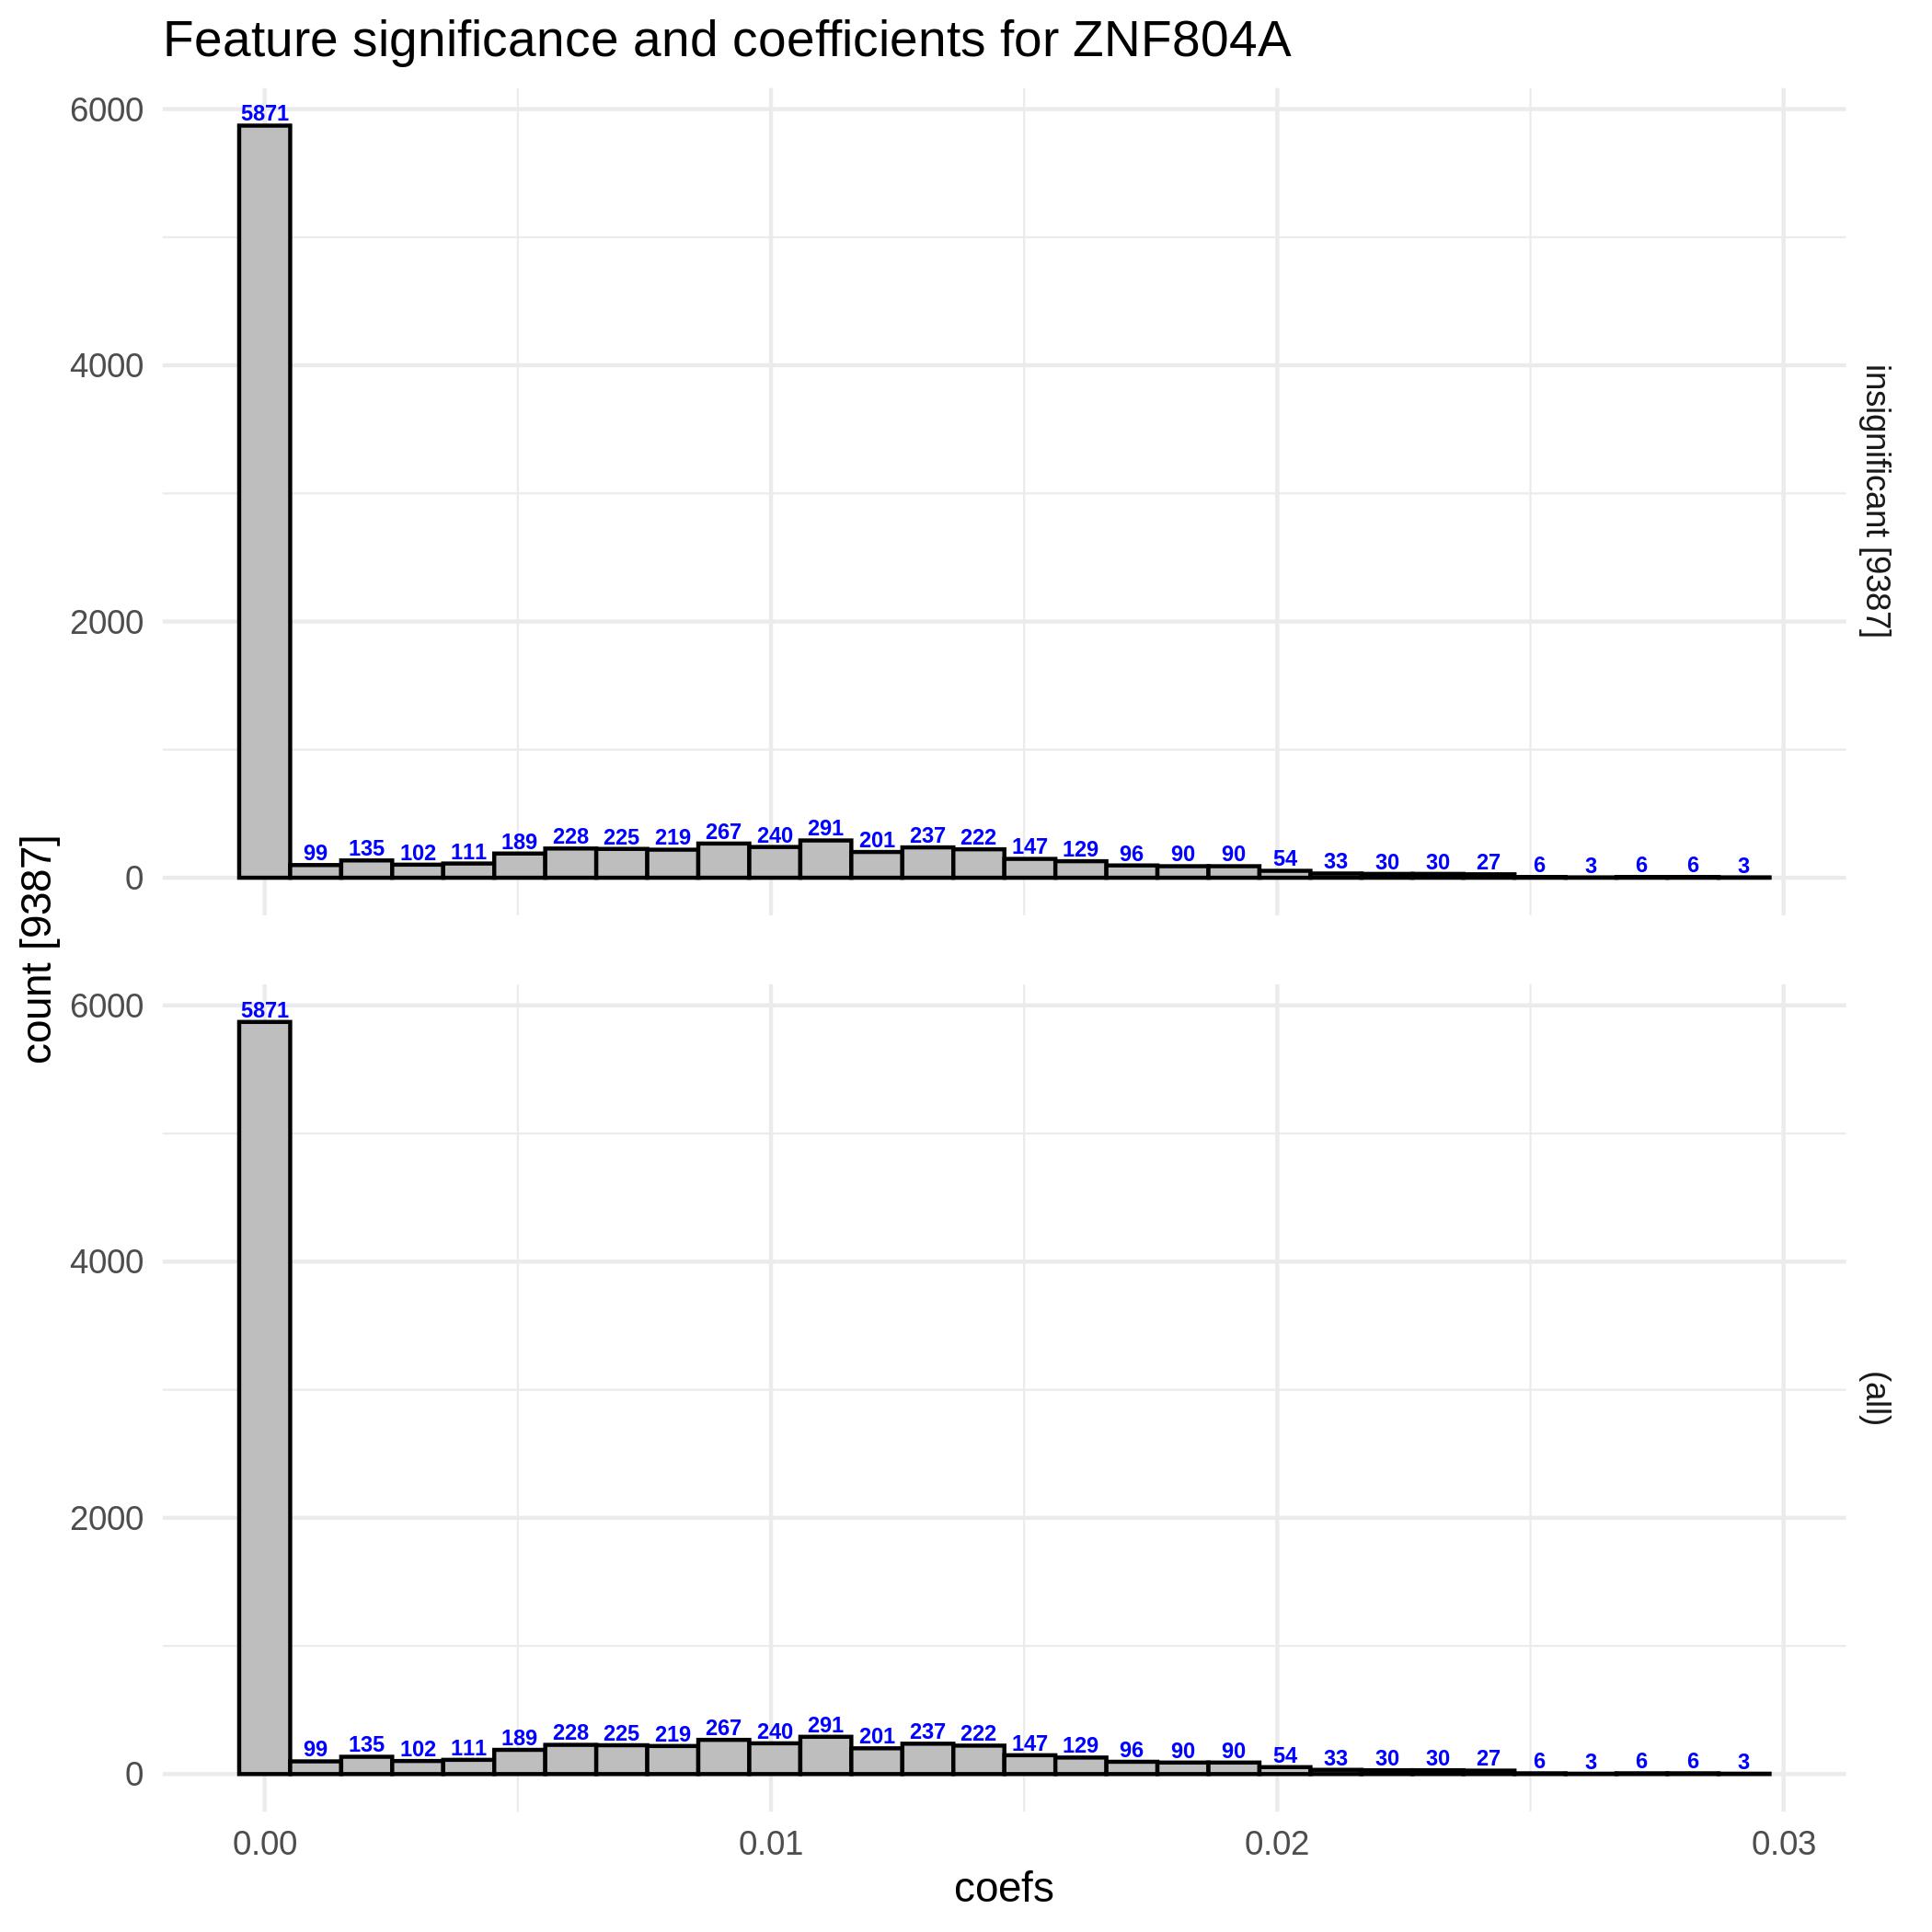 Feature significance and coefficients for ZNF804A
6000
4000
2000
0
5871
99 135 102 111 189 228 225 219 267 240 291 201 237 222 147 129 96 90 90 54 33 30 30 27 6 3 6 6 3
insignificant [9387]
count [9387]
6000
4000
2000
0
5871
99 135 102 111 189 228 225 219 267 240 291 201 237 222 147 129 96 90 90 54 33 30 30 27 6 3 6 6 3
(all)
0.00 0.01 0.02 0.03
coefs